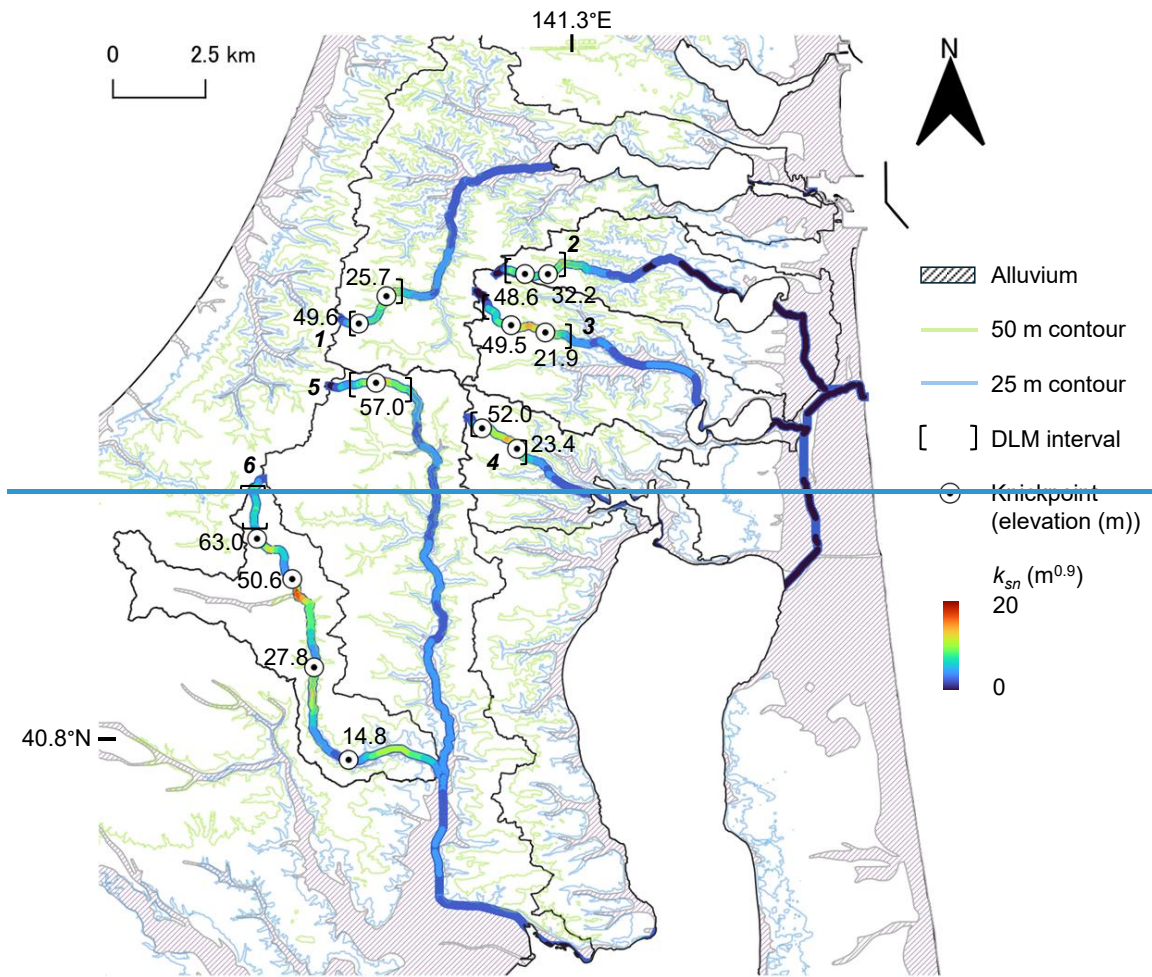 141.3°E
0 2.5 km
N
2
25.7
48.6 32.2
49.6
1
3
49.5
21.9
5
57.0
52.0
23.4
4
6
63.0
50.6
27.8
14.8
40.8°N
Alluvium
50 m contour
25 m contour
DLM interval
Knickpoint
(elevation (m))
ksn (m0.9)
20
0